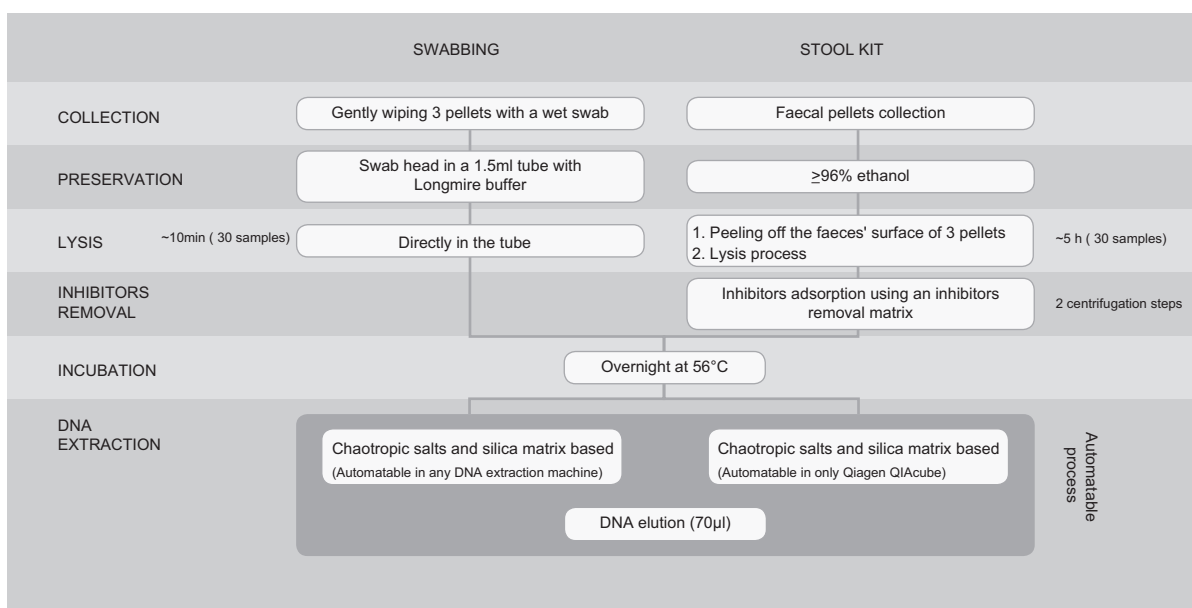 SWABBING
STOOL KIT
COLLECTION
Gently wiping 3 pellets with a wet swab
Faecal pellets collection
PRESERVATION
Swab head in a 1.5ml tube with
Longmire buffer
≥96% ethanol
LYSIS
~10min ( 30 samples)
Directly in the tube
1. Peeling off the faeces' surface of 3 pellets
2. Lysis process
~5 h ( 30 samples)
INHIBITORS
REMOVAL
Inhibitors adsorption using an inhibitors
removal matrix
2 centrifugation steps
INCUBATION
Overnight at 56°C
DNA
EXTRACTION
Chaotropic salts and silica matrix based
(Automatable in any DNA extraction machine)
Chaotropic salts and silica matrix based
(Automatable in only Qiagen QIAcube)
DNA elution (70µl)
Automatable
process